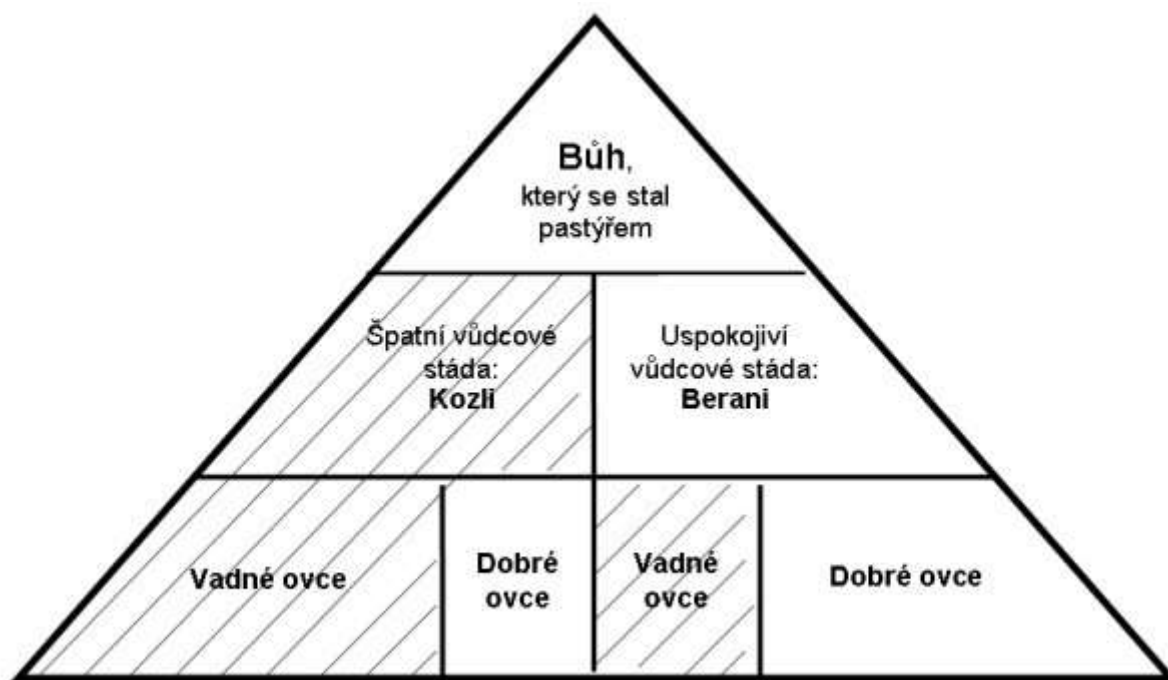 Bůh,
který se stal
pastýřem
Špatní vůdcové
stáda:
Kozli
Uspokojiví
vůdcové stáda:
Berani
Vadné ovce
Dobré
ovce
Vadné
ovce
Dobré ovce